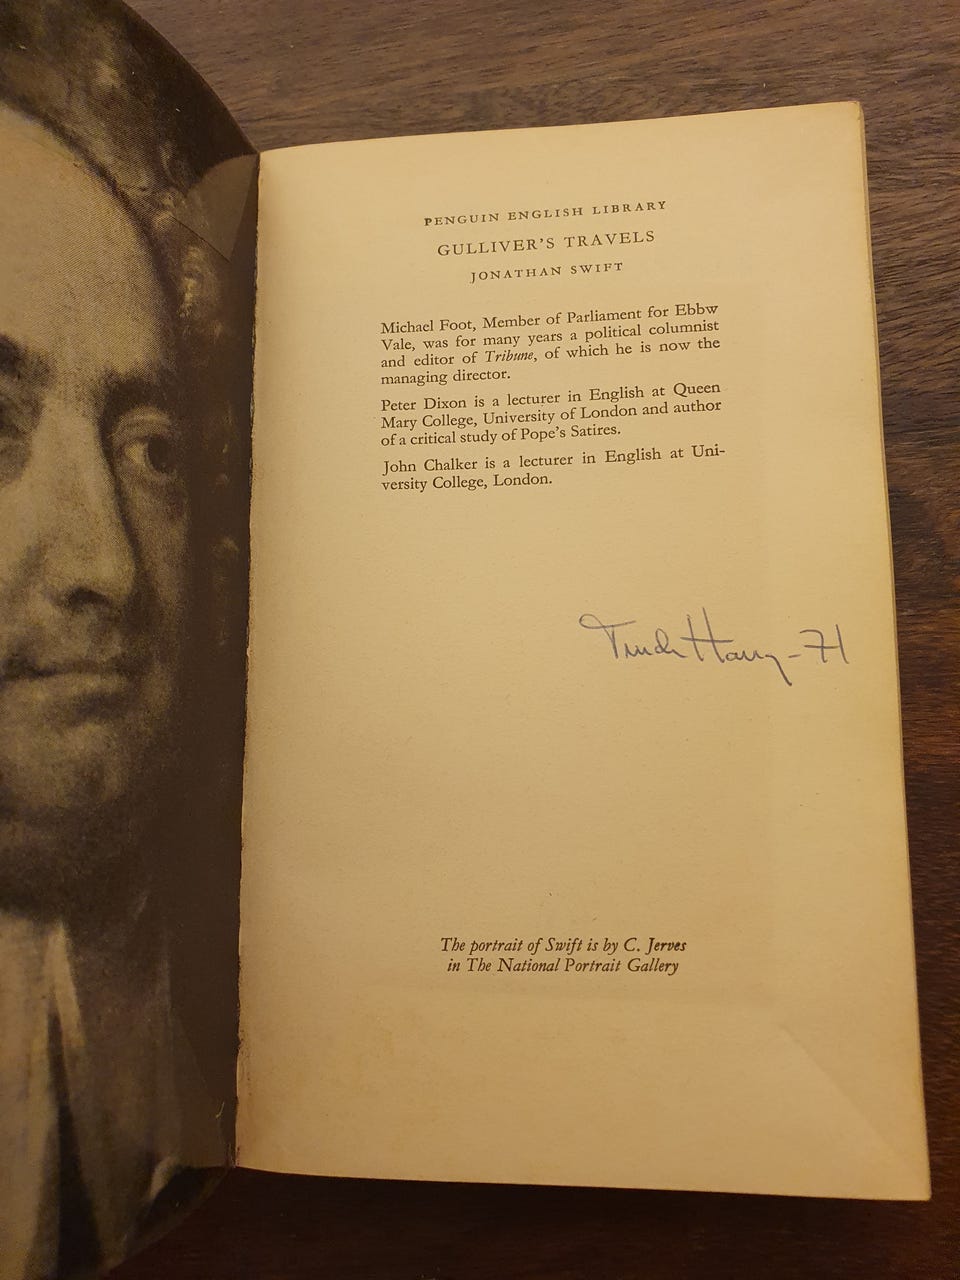 PENGUIN ENGLISH LIBRARY
GULLIVER'S TRAVELS
JONATHAN SWIFT
Michael Foot, Member of Parliament for Ebbw
Vale, was for many years a political columnist
and editor of Tribune, of which he is now the
managing director.
Peter Dixon is a lecturer in English at Queen
Mary College, University of London and author
of a critical study of Pope's Satires.
John Chalker is a lecturer in English at Uni-
versity College, London.
-71
The portrait of Swift is by C. Jerves
in The National Portrait Gallery